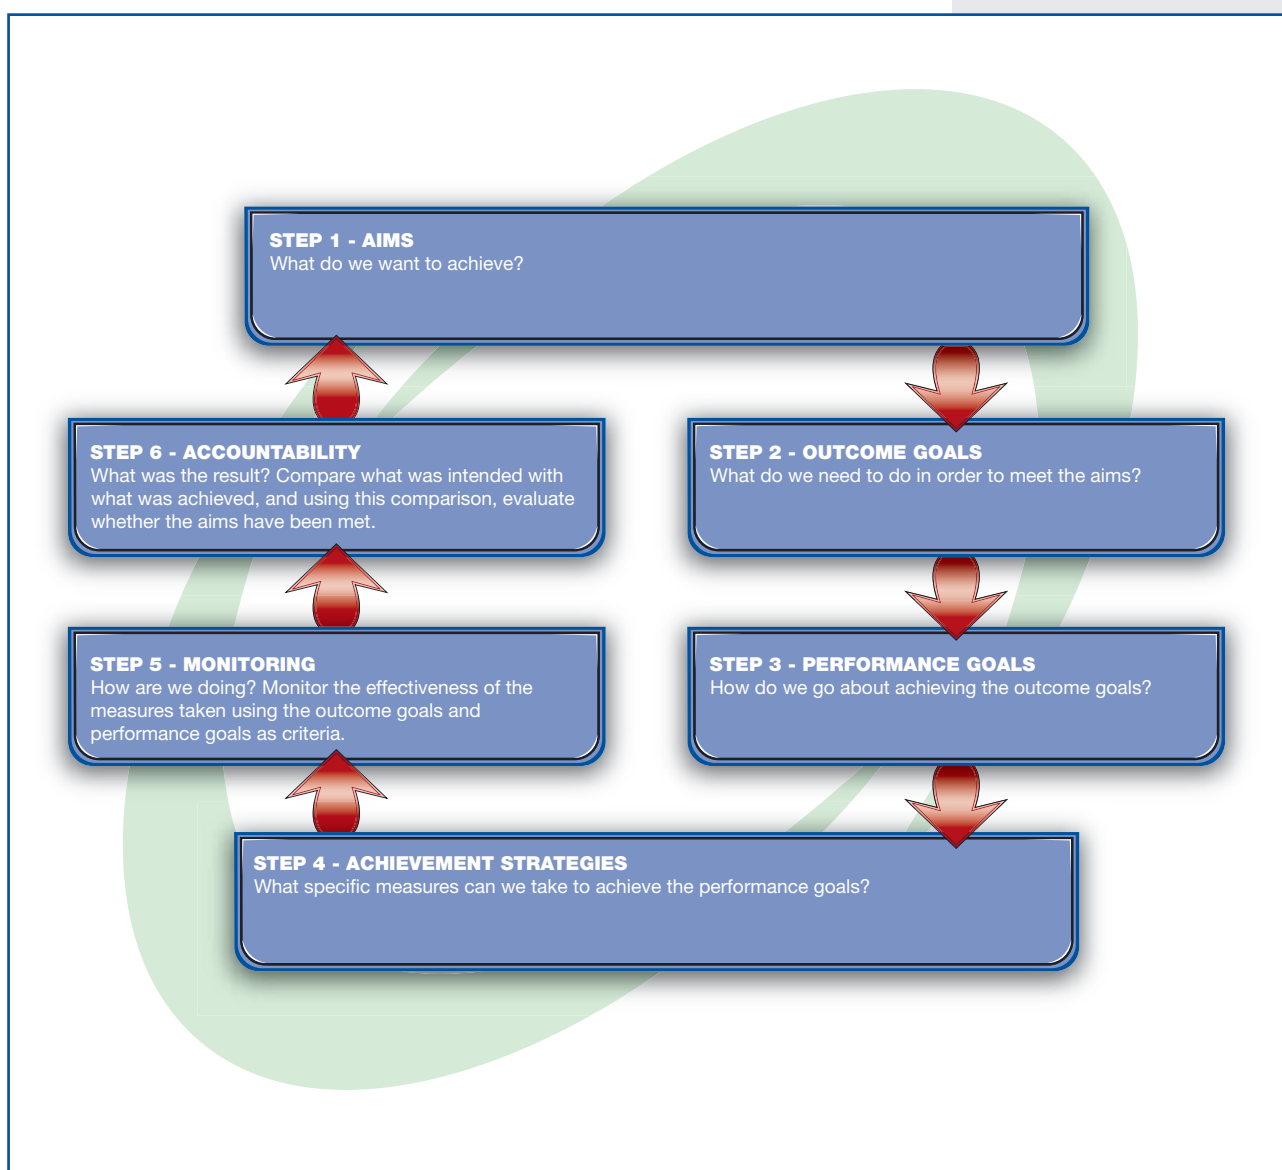 STEP 1 - AIMS
What do we want to achieve?
STEP 2 - OUTCOME GOALS
What do we need to do in order to meet the aims?
STEP 3 - PERFORMANCE GOALS
How do we go about achieving the outcome goals?
STEP 4 - ACHIEVEMENT STRATEGIES
What specific measures can we take to achieve the performance goals?
STEP 5 - MONITORING
How are we doing? Monitor the effectiveness of the
measures taken using the outcome goals and
performance goals as criteria.
STEP 6 - ACCOUNTABILITY
What was the result? Compare what was intended with
what was achieved, and using this comparison, evaluate
whether the aims have been met.